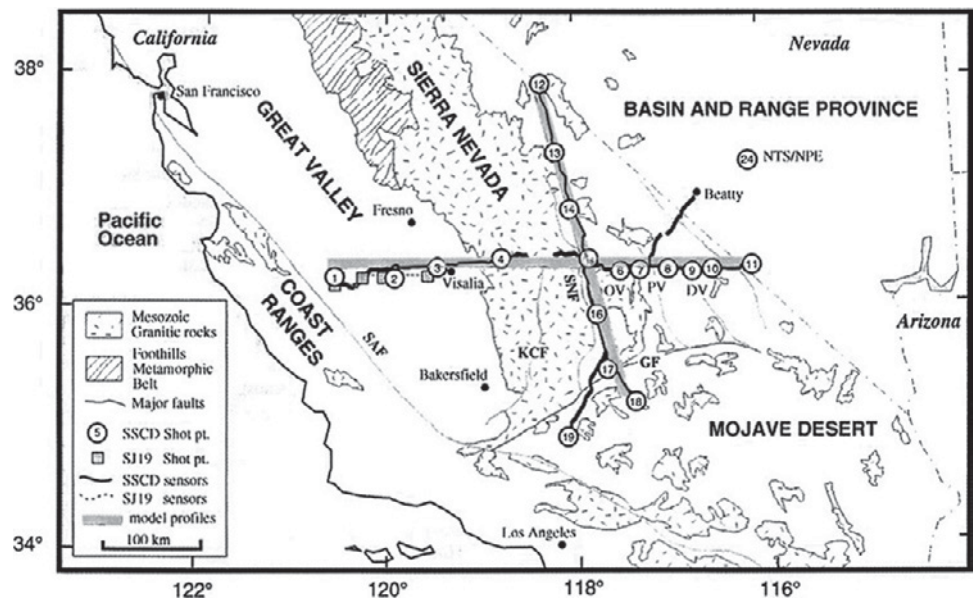 California
Nevada
San Francisco
GREAT VALLEY
SIERRA NEVADA
BASIN AND RANGE PROVINCE
Pacific
Ocean
COAST
RANGES
Fresno
Visalia
Bakersfield
Los Angeles
Beatty
NTS/NPE
Arizona
MOJAVE DESERT
SAF
KCF
SNF
OV
PV
DV
GF
1
2
3
4
6
7
8
9
10
11
12
13
14
16
17
18
19
24
Mesozoic
Granitic rocks
Foothills
Metamorphic
Belt
Major faults
5
SSCD Shot pt.
SJ19 Shot pt.
SSCD sensors
SJ19 sensors
model profiles
100 km
38°
36°
34°
122°
120°
118°
116°